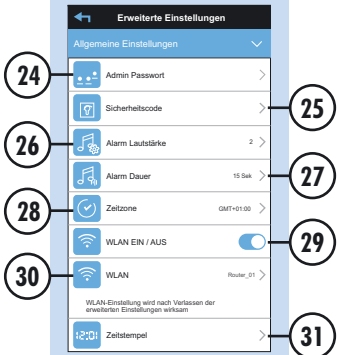 Erweiterte Einstellungen
Allgemeine Einstellungen
24 Admin Passwort
Sicherheitscode 25
26 Alarm Lautstärke 2
Alarm Dauer 15 Sek 27
28 Zeitzone GMT+01:00
WLAN EIN / AUS 29
30 WLAN Router_01
WLAN-Einstellung wird nach Verlassen der
erweiterten Einstellungen wirksam
12:01 Zeitstempel 31